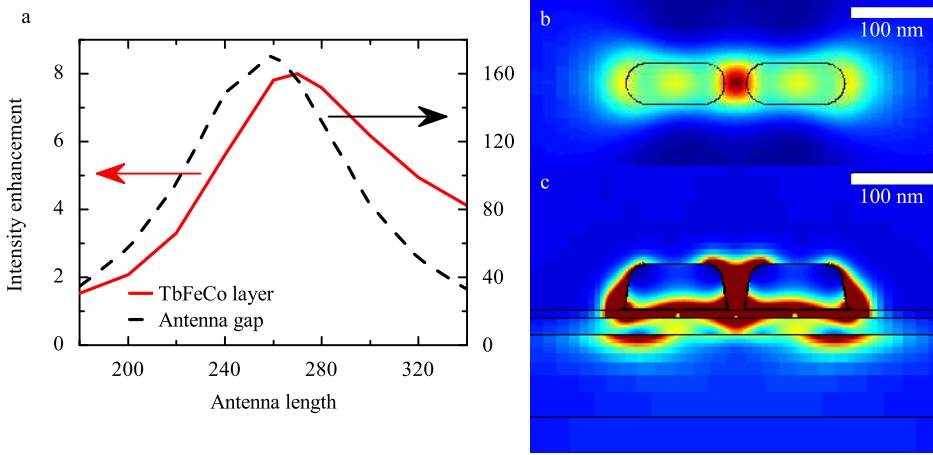 a
Intensity enhancement
8
6
4
2
0
160
120
80
40
0
TbFeCo layer
Antenna gap
200 240 280 320
Antenna length
b
100 nm
c
100 nm